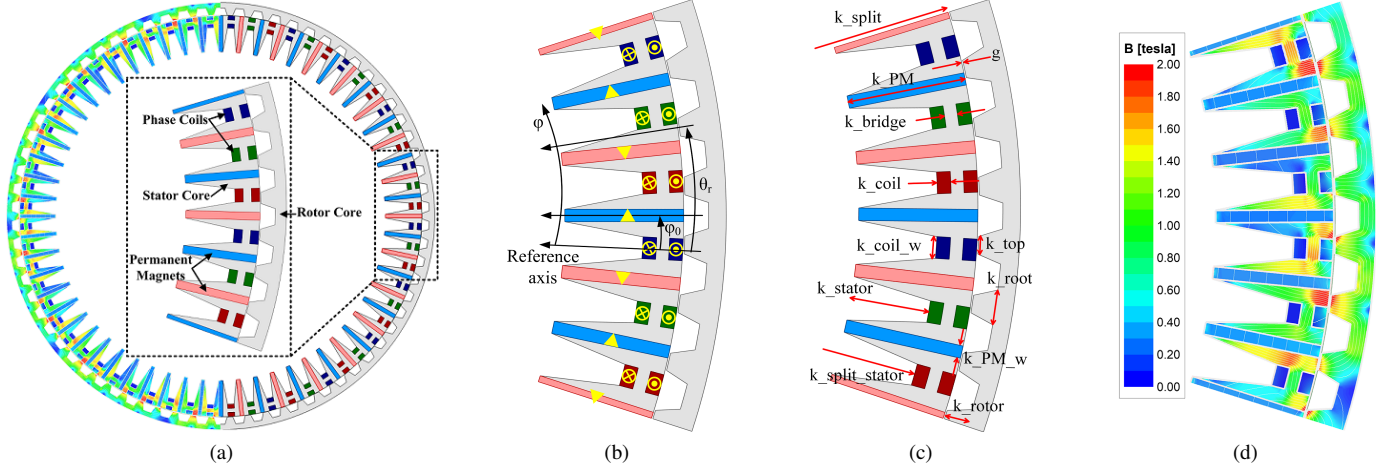 Phase Coils
Stator Core
Rotor Core
Permanent
Magnets
(a)
φ
θr
φ0
Reference
axis
(b)
k_split
g
k_PM
k_bridge
k_coil
k_coil_w
k_top
k_stator
k_root
k_PM_w
k_split_stator
k_rotor
(c)
B [tesla]
2.00
1.80
1.60
1.40
1.20
1.00
0.80
0.60
0.40
0.20
0.00
(d)